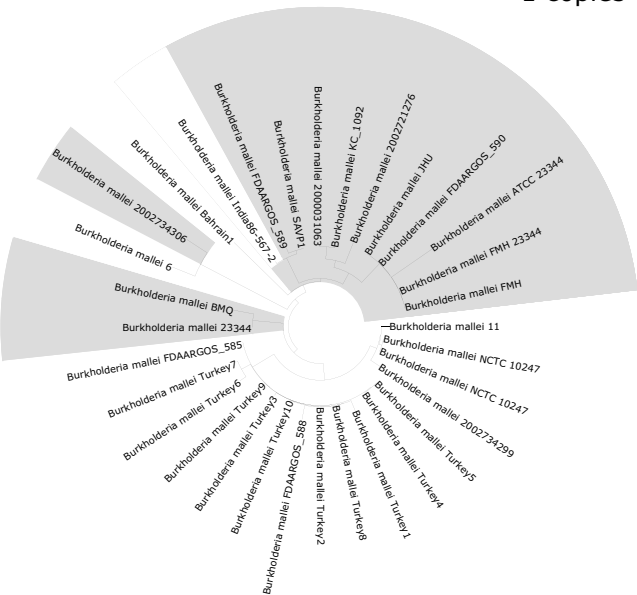 copies
Burkholderia mallei FDAARGOS_589
Burkholderia mallei SAVP1
Burkholderia mallei 2000031063
Burkholderia mallei KC_1092
Burkholderia mallei 2002721276
Burkholderia mallei JHU
Burkholderia mallei FDAARGOS_590
Burkholderia mallei ATCC 23344
Burkholderia mallei FMH 23344
Burkholderia mallei FMH
Burkholderia mallei 11
Burkholderia mallei NCTC 10247
Burkholderia mallei NCTC 10247
Burkholderia mallei 2002734299
Burkholderia mallei Turkey5
Burkholderia mallei Turkey4
Burkholderia mallei Turkey1
Burkholderia mallei Turkey8
Burkholderia mallei Turkey2
Burkholderia mallei FDAARGOS_588
Burkholderia mallei Turkey10
Burkholderia mallei Turkey3
Burkholderia mallei Turkey9
Burkholderia mallei Turkey6
Burkholderia mallei Turkey7
Burkholderia mallei FDAARGOS_585
Burkholderia mallei 23344
Burkholderia mallei BMQ
Burkholderia mallei 6
Burkholderia mallei 2002734306
Burkholderia mallei Bahrain1
Burkholderia mallei India86-567-2